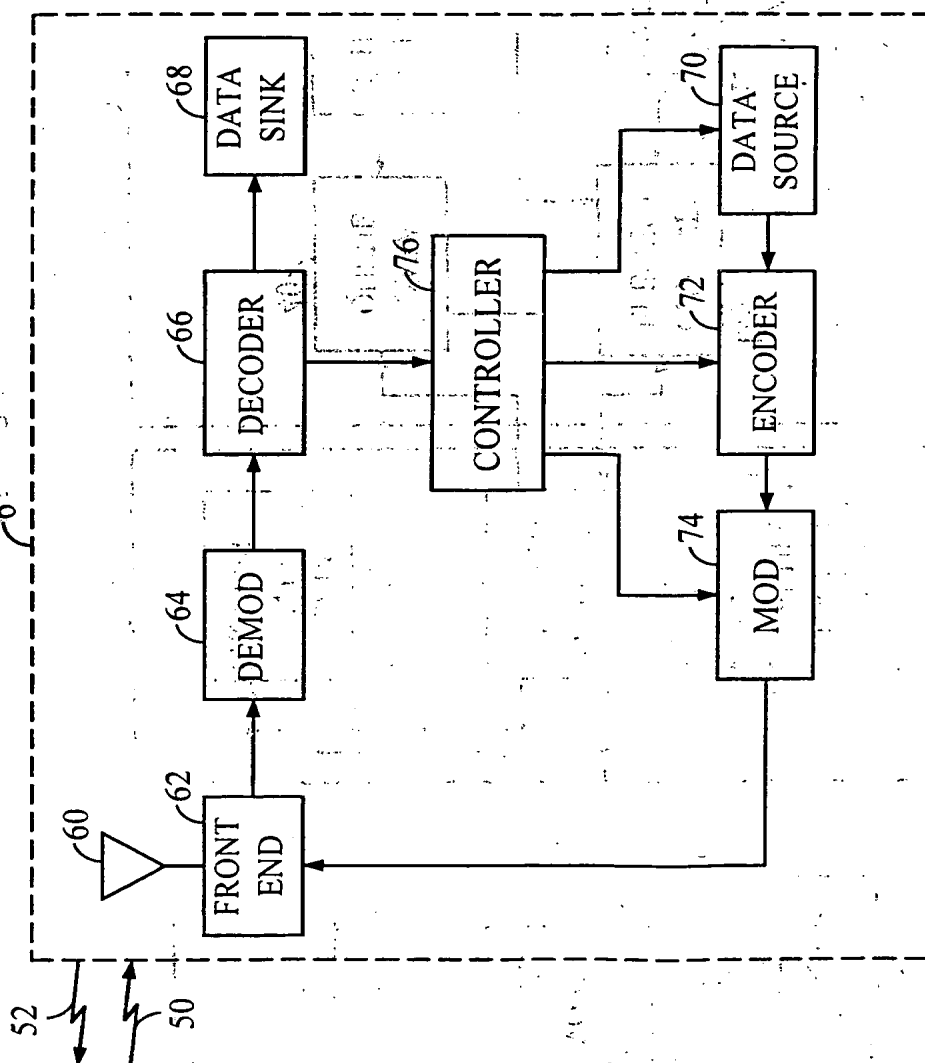 6
52
50
60
62
FRONT
END
64
DEMOD
66
DECODER
68
DATA
SINK
76
CONTROLLER
70
DATA
SOURCE
72
ENCODER
74
MOD